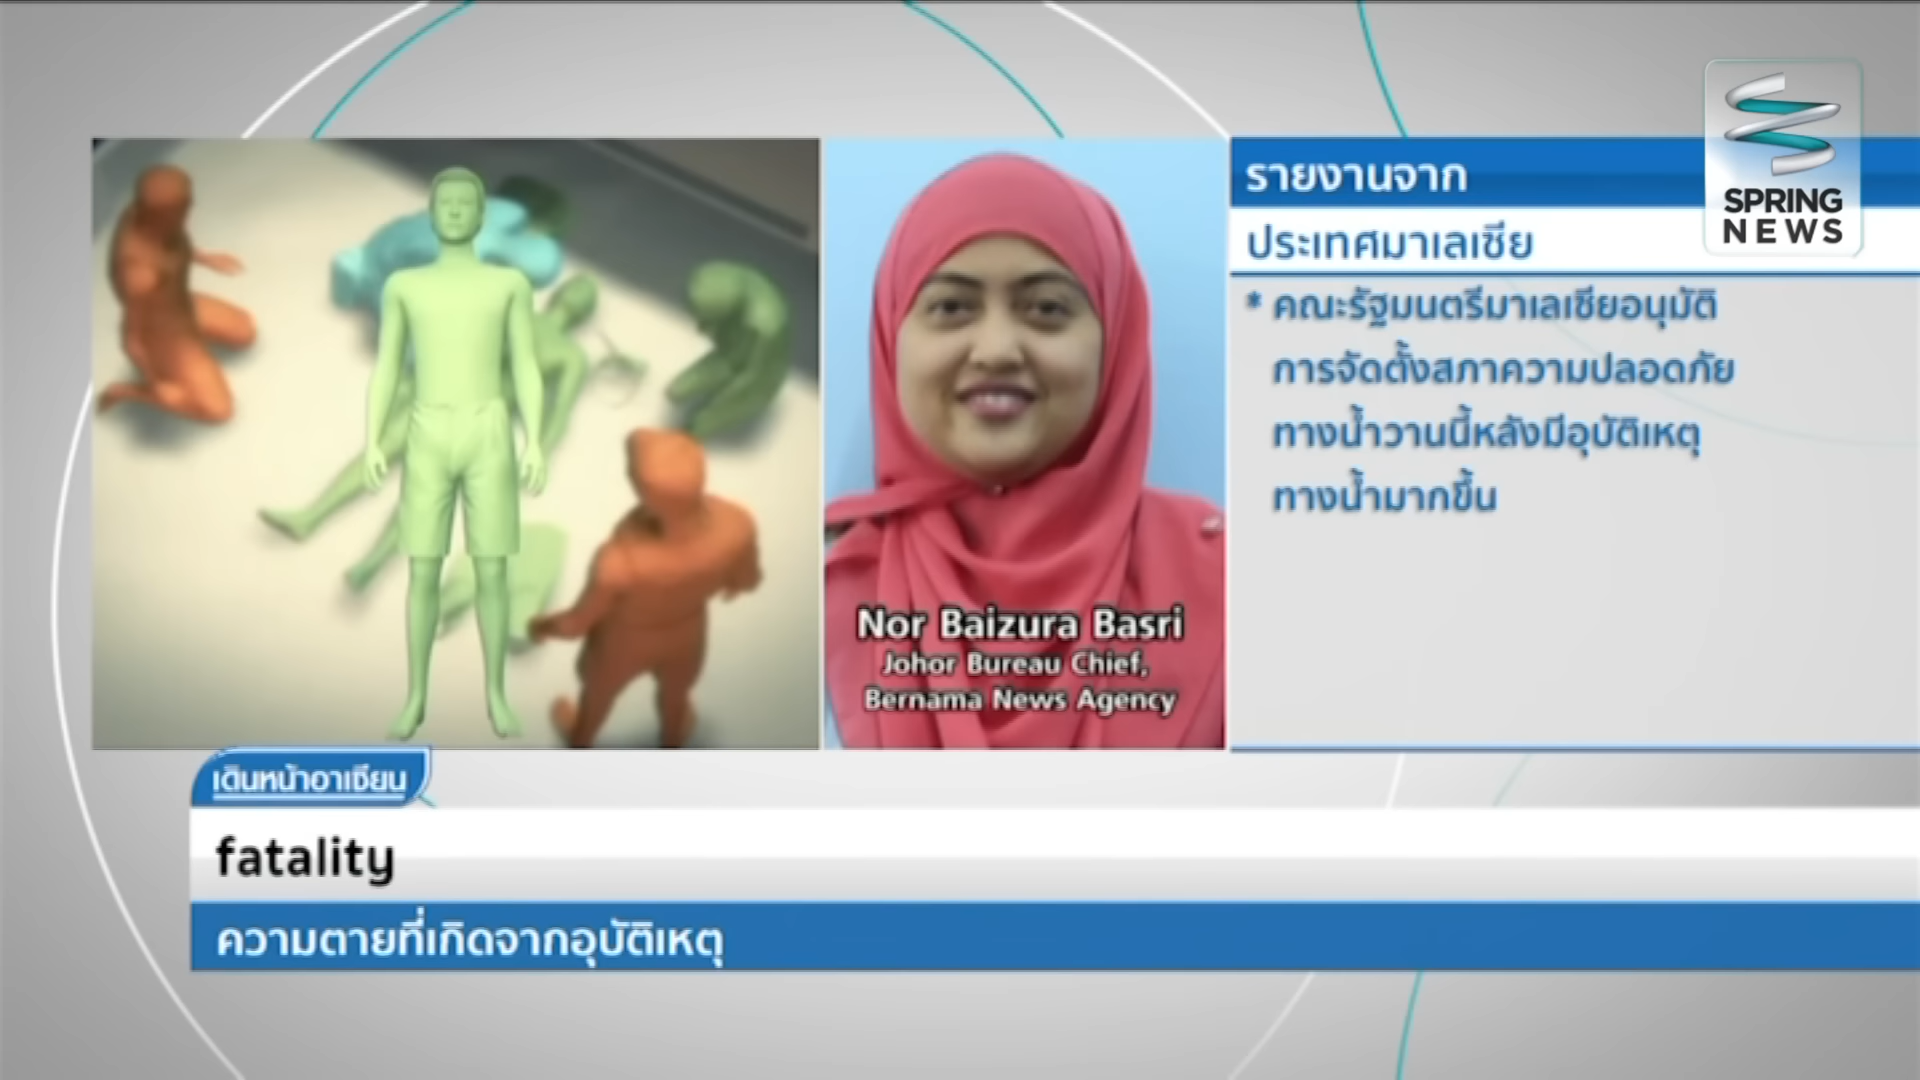 รายงานจาก
ประเทศมาเลเซีย
* คณะรัฐมนตรีมาเลเซียอนุมัติ
การจัดตั้งสภาความปลอดภัย
ทางน้ำวานนี้หลังมีอุบัติเหตุ
ทางน้ำมากขึ้น
SPRING
NEWS
Nor Baizura Basri
Johor Bureau Chief,
Bernama News Agency
เดินหน้าอาเซียน
fatality
ความตายที่เกิดจากอุบัติเหตุ